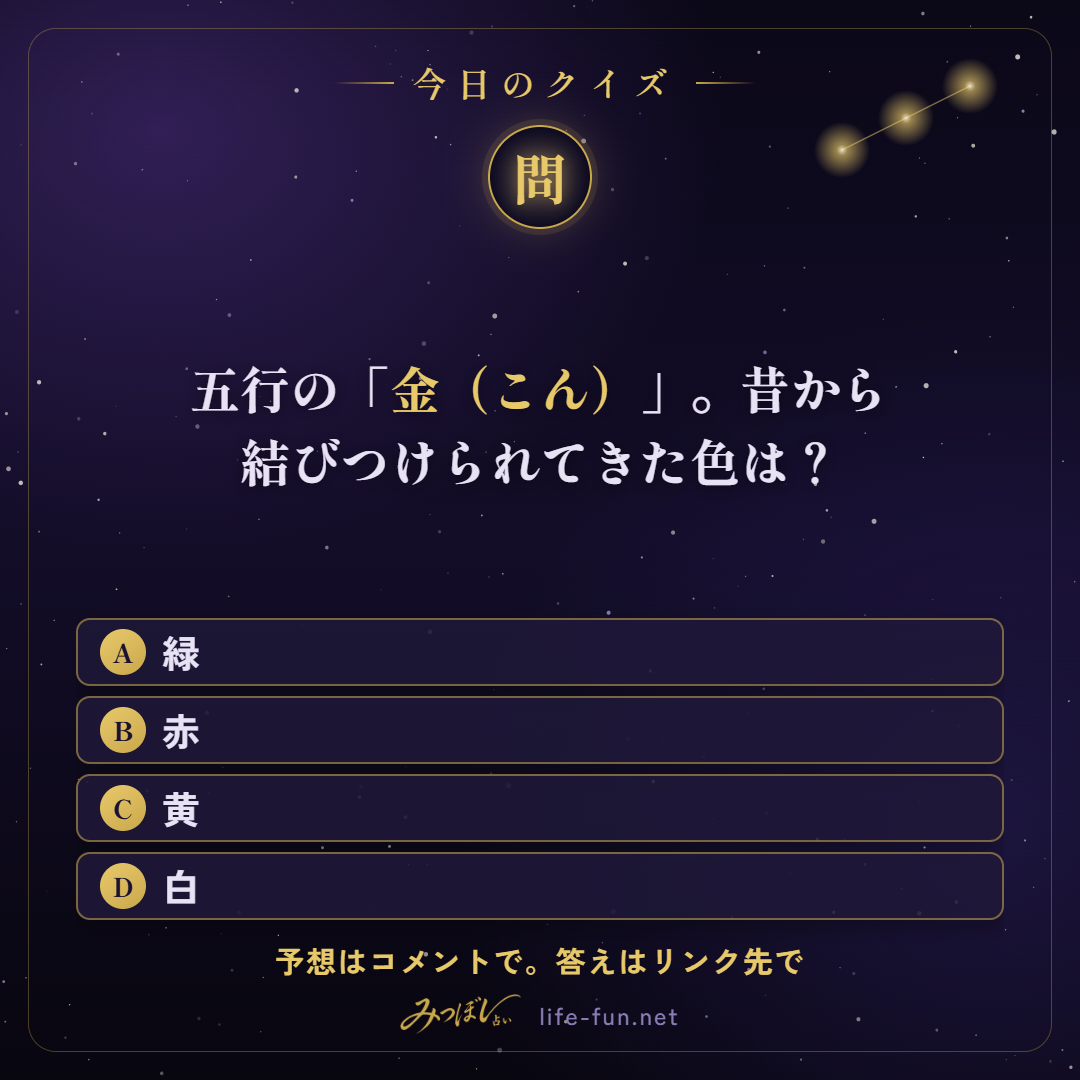 今日のクイズ
問
五行の「金（こん）」。昔から
結びつけられてきた色は？
A 緑
B 赤
C 黄
D 白
予想はコメントで。答えはリンク先で
みつぼし占い life-fun.net